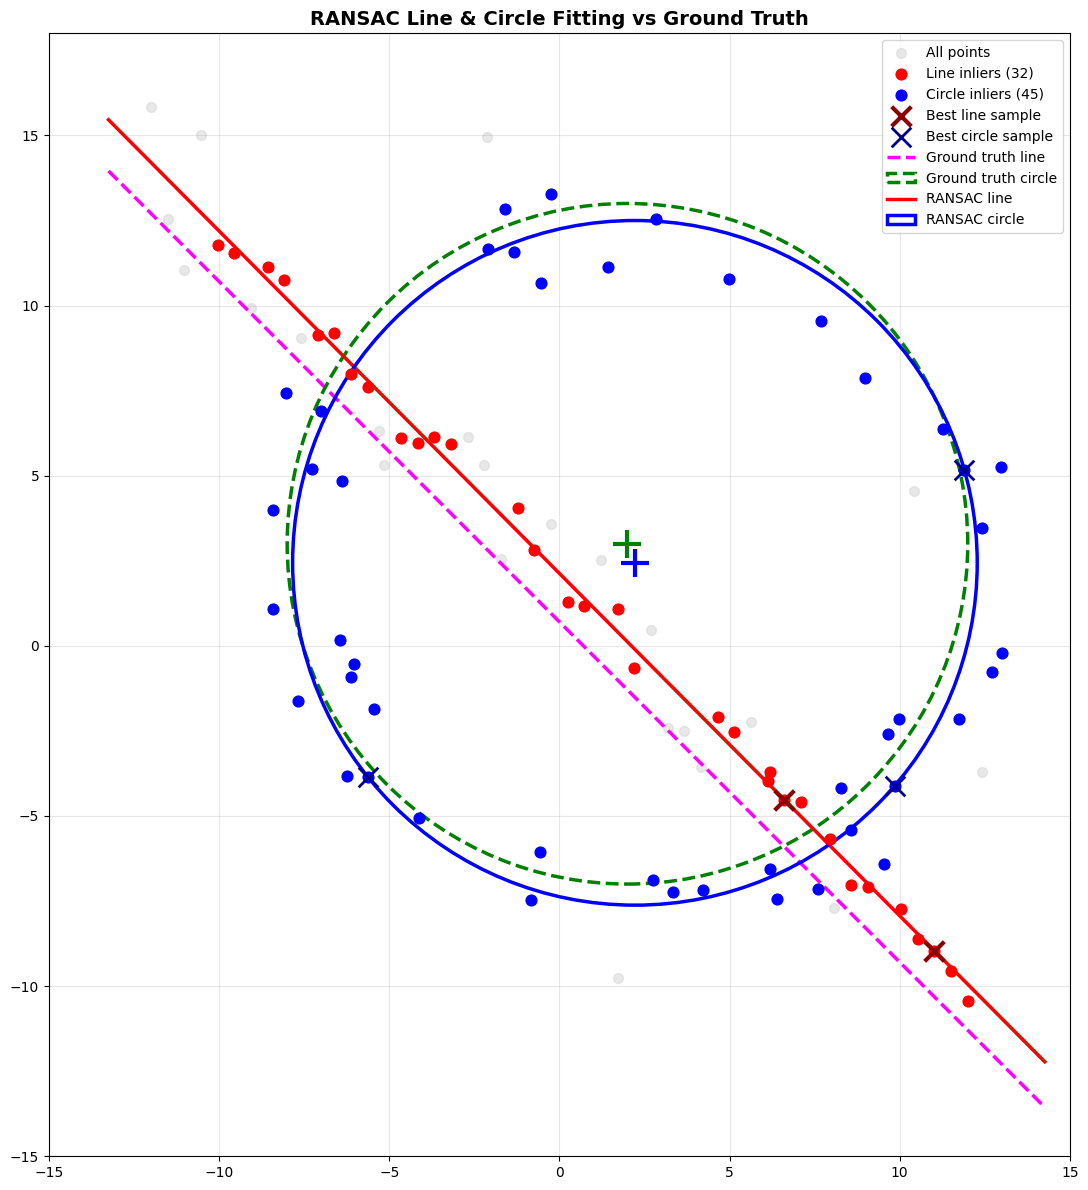 RANSAC Line & Circle Fitting vs Ground Truth
All points
Line inliers (32)
Circle inliers (45)
Best line sample
Best circle sample
Ground truth line
Ground truth circle
RANSAC line
RANSAC circle
15
10
5
0
−5
−10
−15
−15
−10
−5
0
5
10
15